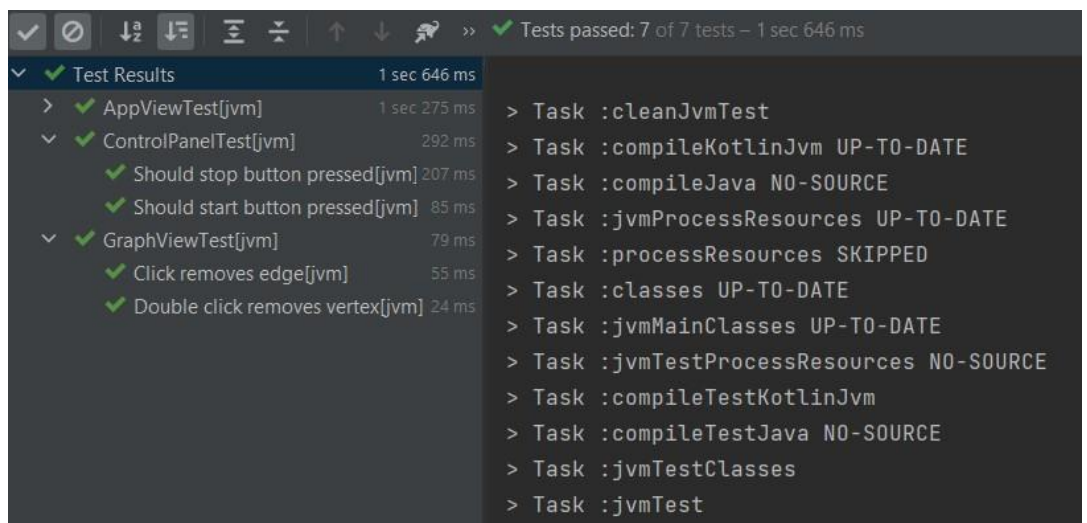 Tests passed: 7 of 7 tests – 1 sec 646 ms
Test Results 1 sec 646 ms
AppViewTest[jvm] 1 sec 275 ms
ControlPanelTest[jvm] 292 ms
Should stop button pressed[jvm] 207 ms
Should start button pressed[jvm] 85 ms
GraphViewTest[jvm] 79 ms
Click removes edge[jvm] 55 ms
Double click removes vertex[jvm] 24 ms
> Task :cleanJvmTest
> Task :compileKotlinJvm UP-TO-DATE
> Task :compileJava NO-SOURCE
> Task :jvmProcessResources UP-TO-DATE
> Task :processResources SKIPPED
> Task :classes UP-TO-DATE
> Task :jvmMainClasses UP-TO-DATE
> Task :jvmTestProcessResources NO-SOURCE
> Task :compileTestKotlinJvm
> Task :compileTestJava NO-SOURCE
> Task :jvmTestClasses
> Task :jvmTest